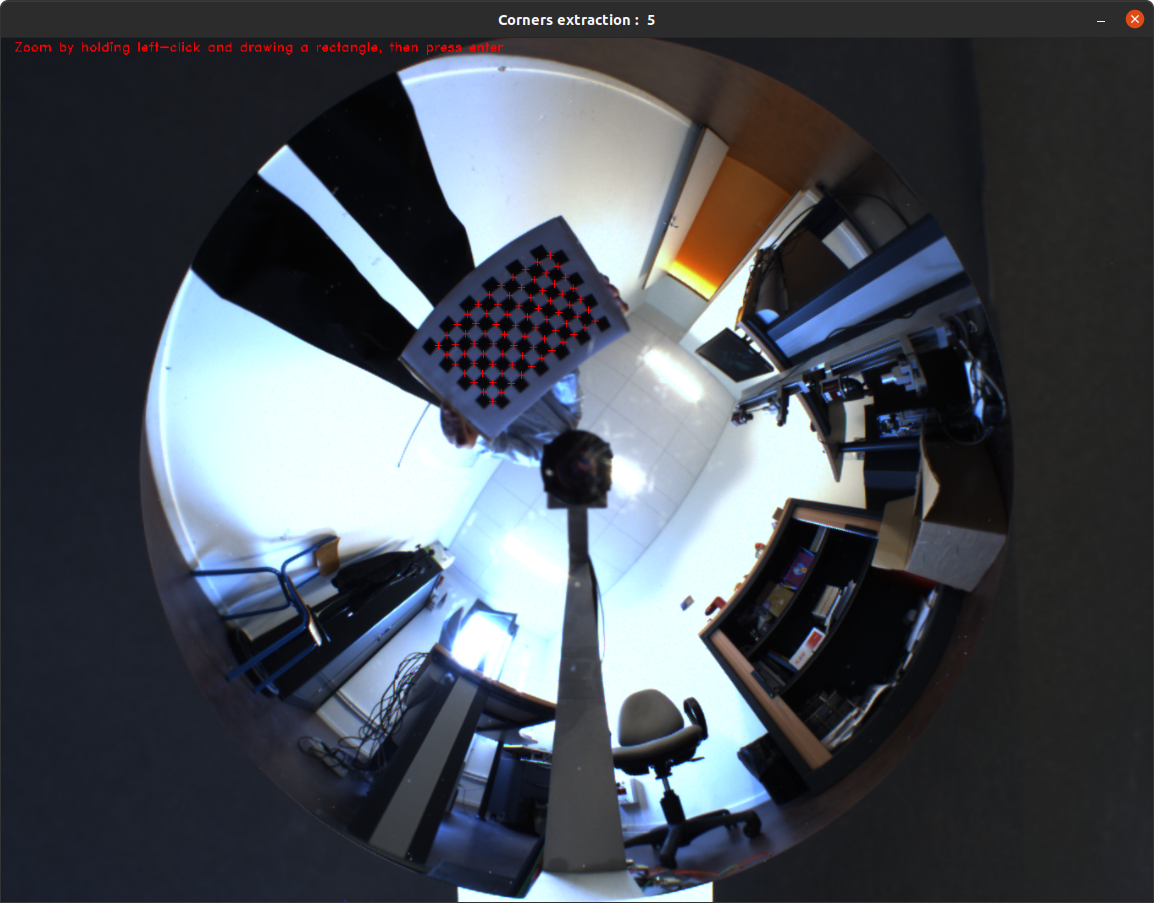 Corners extraction :  5
Zoom by holding left-click and drawing a rectangle, then press enter